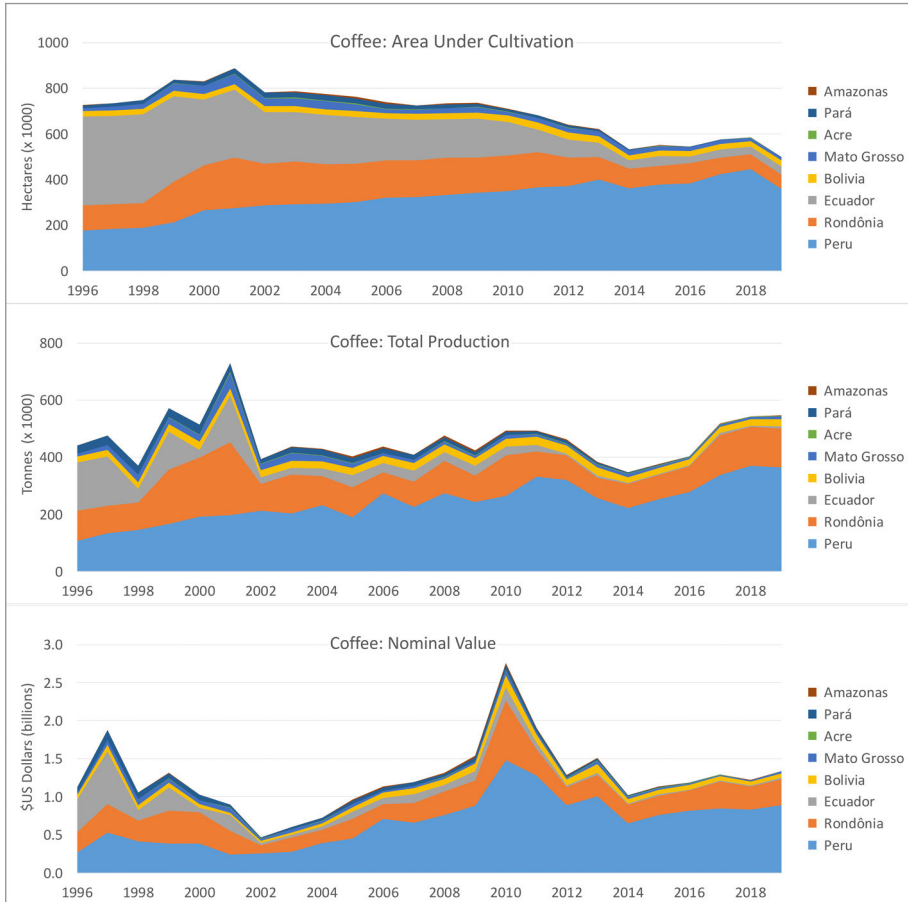 Coffee: Area Under Cultivation
Hectares (x 1000)
1000
800
600
400
200
0
1996 1998 2000 2002 2004 2006 2008 2010 2012 2014 2016 2018
Amazonas
Pará
Acre
Mato Grosso
Bolivia
Ecuador
Rondônia
Peru
Coffee: Total Production
Tonnes (x 1000)
800
600
400
200
0
1996 1998 2000 2002 2004 2006 2008 2010 2012 2014 2016 2018
Amazonas
Pará
Acre
Mato Grosso
Bolivia
Ecuador
Rondônia
Peru
Coffee: Nominal Value
$US Dollars (billions)
3.0
2.5
2.0
1.5
1.0
0.5
0.0
1996 1998 2000 2002 2004 2006 2008 2010 2012 2014 2016 2018
Amazonas
Pará
Acre
Mato Grosso
Bolivia
Ecuador
Rondônia
Peru